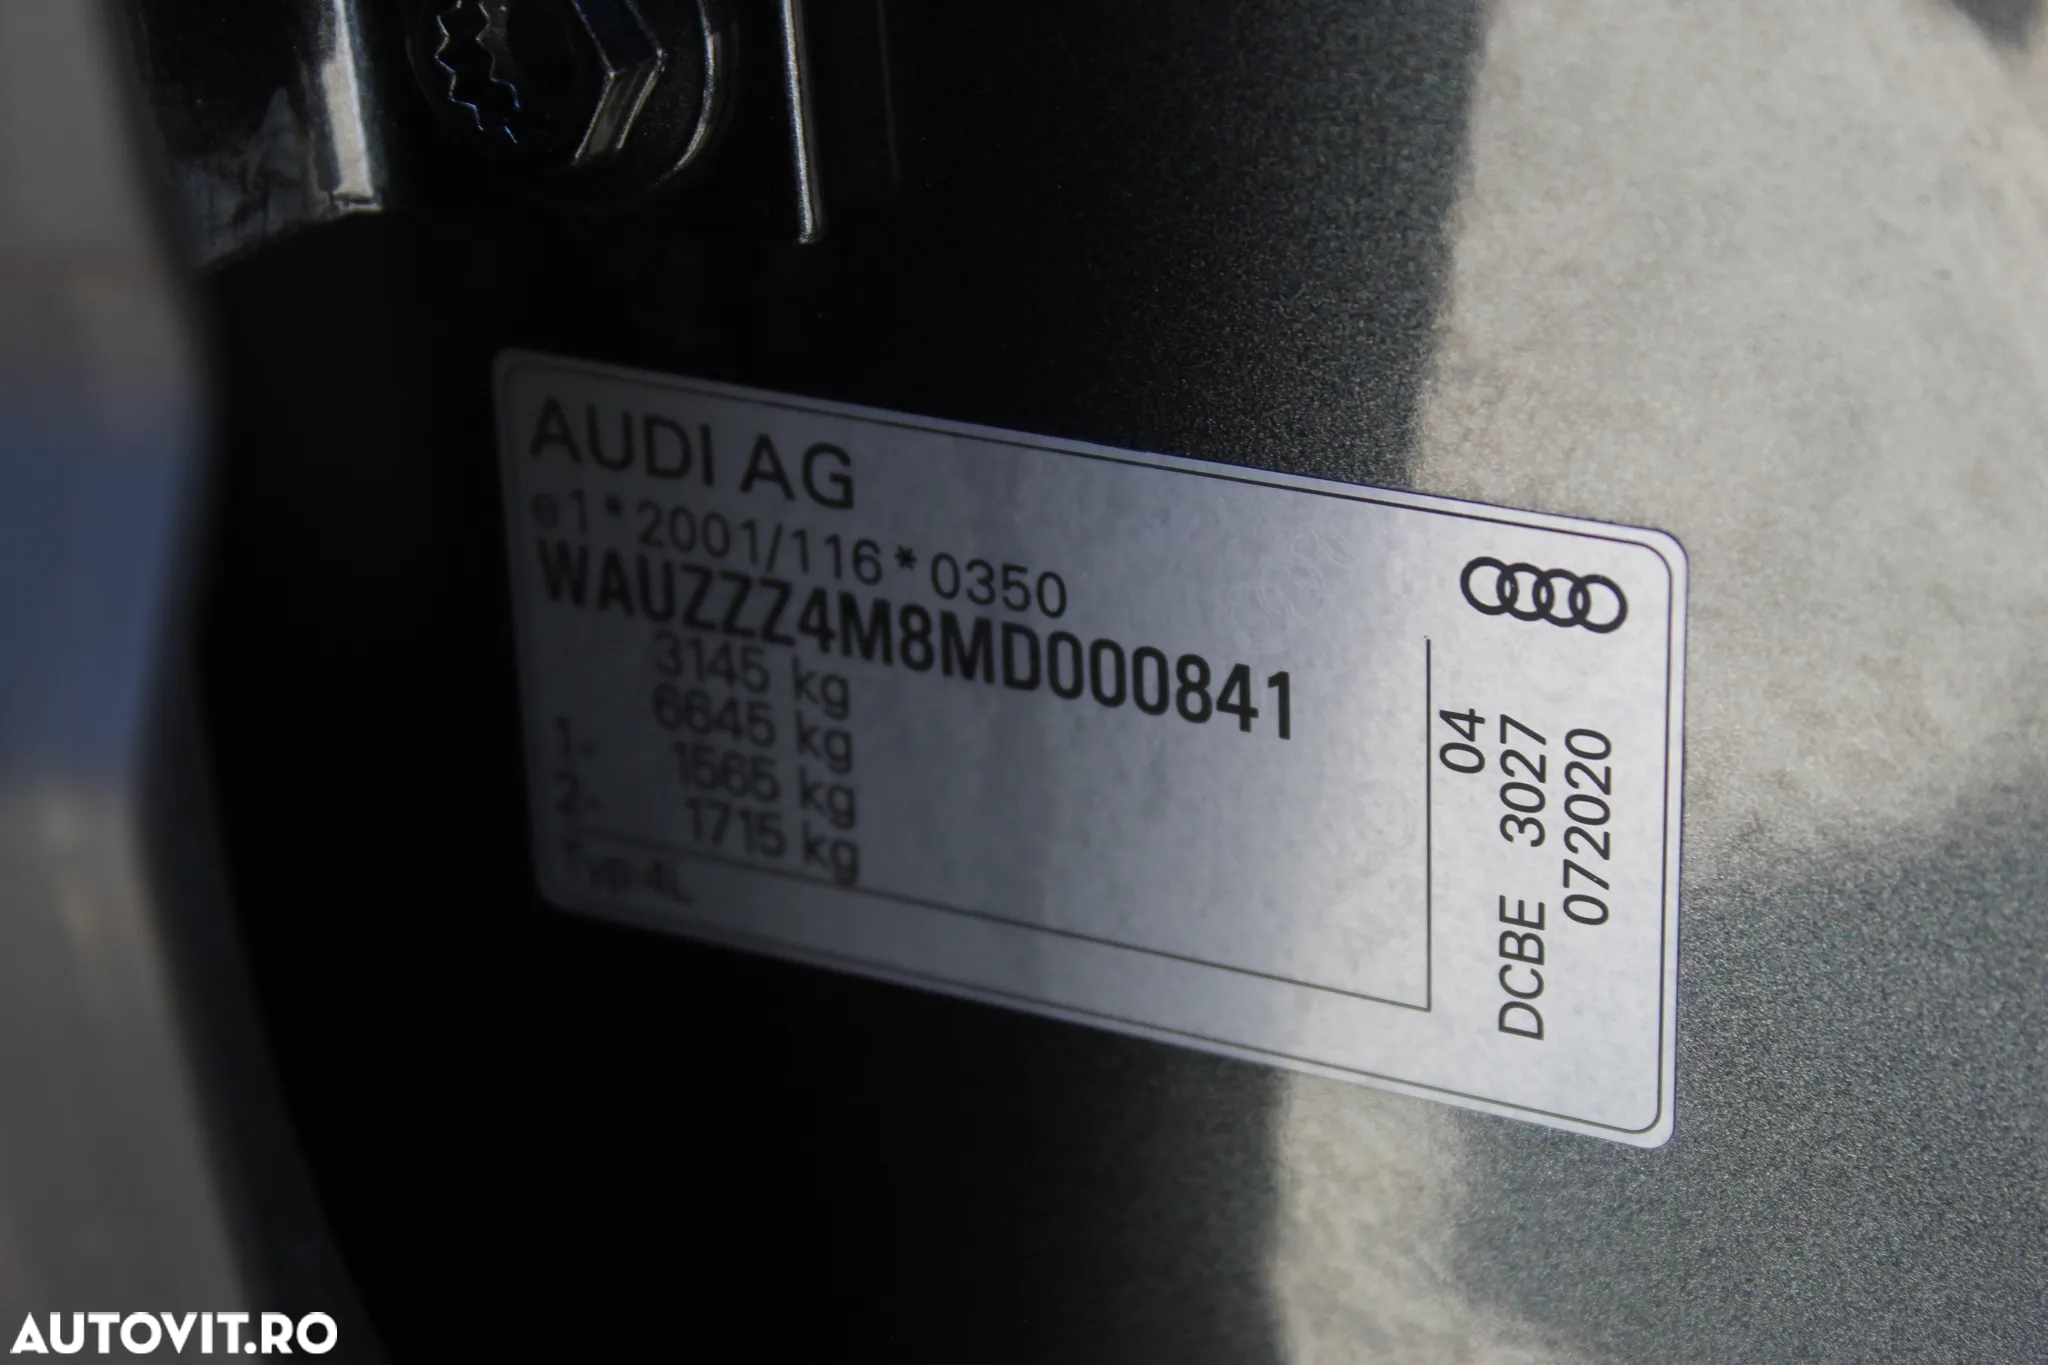 AUDI AG
e1*2001/116*0350
WAUZZZ4M8MD000841
3145 kg
6645 kg
1- 1565 kg
2- 1715 kg
Typ 4L
04
DCBE 3027
072020
AUTOVIT.RO